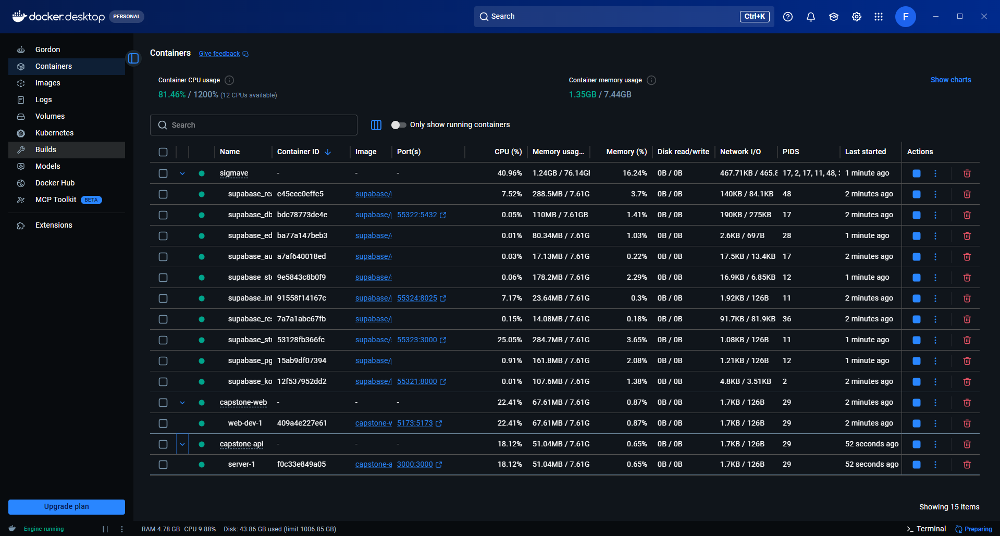 docker desktop PERSONAL
Search Ctrl+K
F
Gordon
Containers
Images
Logs
Volumes
Kubernetes
Builds
Models
Docker Hub
MCP Toolkit BETA
Extensions
Upgrade plan
Containers Give feedback
Container CPU usage
81.46% / 1200% (12 CPUs available)
Container memory usage
1.35GB / 7.44GB
Show charts
Search
Only show running containers
Name Container ID Image Port(s) CPU (%) Memory usag... Memory (%) Disk read/write Network I/O PIDS Last started Actions
sigmave - - - 40.96% 1.24GB / 76.14GI 16.24% 0B / 0B 467.71KB / 465.8 17, 2, 17, 11, 48, 1 minute ago
supabase_rea e45eec0effe5 supabase/ 7.52% 288.5MB / 7.61G 3.7% 0B / 0B 140KB / 84.1KB 48 2 minutes ago
supabase_db bdc78773de4e supabase/ 55322:5432 0.05% 110MB / 7.61GB 1.41% 0B / 0B 190KB / 275KB 17 2 minutes ago
supabase_ed ba77a147beb3 supabase/ 0.01% 80.34MB / 7.61G 1.03% 0B / 0B 2.6KB / 697B 28 1 minute ago
supabase_au a7af640018ed supabase/ 0.03% 17.13MB / 7.61G 0.22% 0B / 0B 17.5KB / 13.4KB 17 2 minutes ago
supabase_sto 9e5843c8b0f9 supabase/ 0.06% 178.2MB / 7.61G 2.29% 0B / 0B 16.9KB / 6.85KB 12 1 minute ago
supabase_inb 91558f14167c supabase/ 55324:8025 7.17% 23.64MB / 7.61G 0.3% 0B / 0B 1.92KB / 126B 11 2 minutes ago
supabase_res 7a7a1abc67fb supabase/ 0.15% 14.08MB / 7.61G 0.18% 0B / 0B 91.7KB / 81.9KB 36 2 minutes ago
supabase_stu 53128fb366fc supabase/ 55323:3000 25.05% 284.7MB / 7.61G 3.65% 0B / 0B 1.08KB / 126B 11 1 minute ago
supabase_pg 15ab9df07394 supabase/ 0.91% 161.8MB / 7.61G 2.08% 0B / 0B 1.21KB / 126B 12 1 minute ago
supabase_ko 12f537952dd2 supabase/ 55321:8000 0.01% 107.6MB / 7.61G 1.38% 0B / 0B 4.8KB / 3.51KB 2 2 minutes ago
capstone-web - - - 22.41% 67.61MB / 7.61G 0.87% 0B / 0B 1.7KB / 126B 29 2 minutes ago
web-dev-1 409a4e227e61 capstone-w 5173:5173 22.41% 67.61MB / 7.61G 0.87% 0B / 0B 1.7KB / 126B 29 2 minutes ago
capstone-api - - - 18.12% 51.04MB / 7.61G 0.65% 0B / 0B 1.7KB / 126B 29 52 seconds ago
server-1 f0c33e849a05 capstone-a 3000:3000 18.12% 51.04MB / 7.61G 0.65% 0B / 0B 1.7KB / 126B 29 52 seconds ago
Showing 15 items
Engine running RAM 4.78 GB CPU 9.88% Disk: 43.86 GB used (limit 1006.85 GB) Terminal Preparing